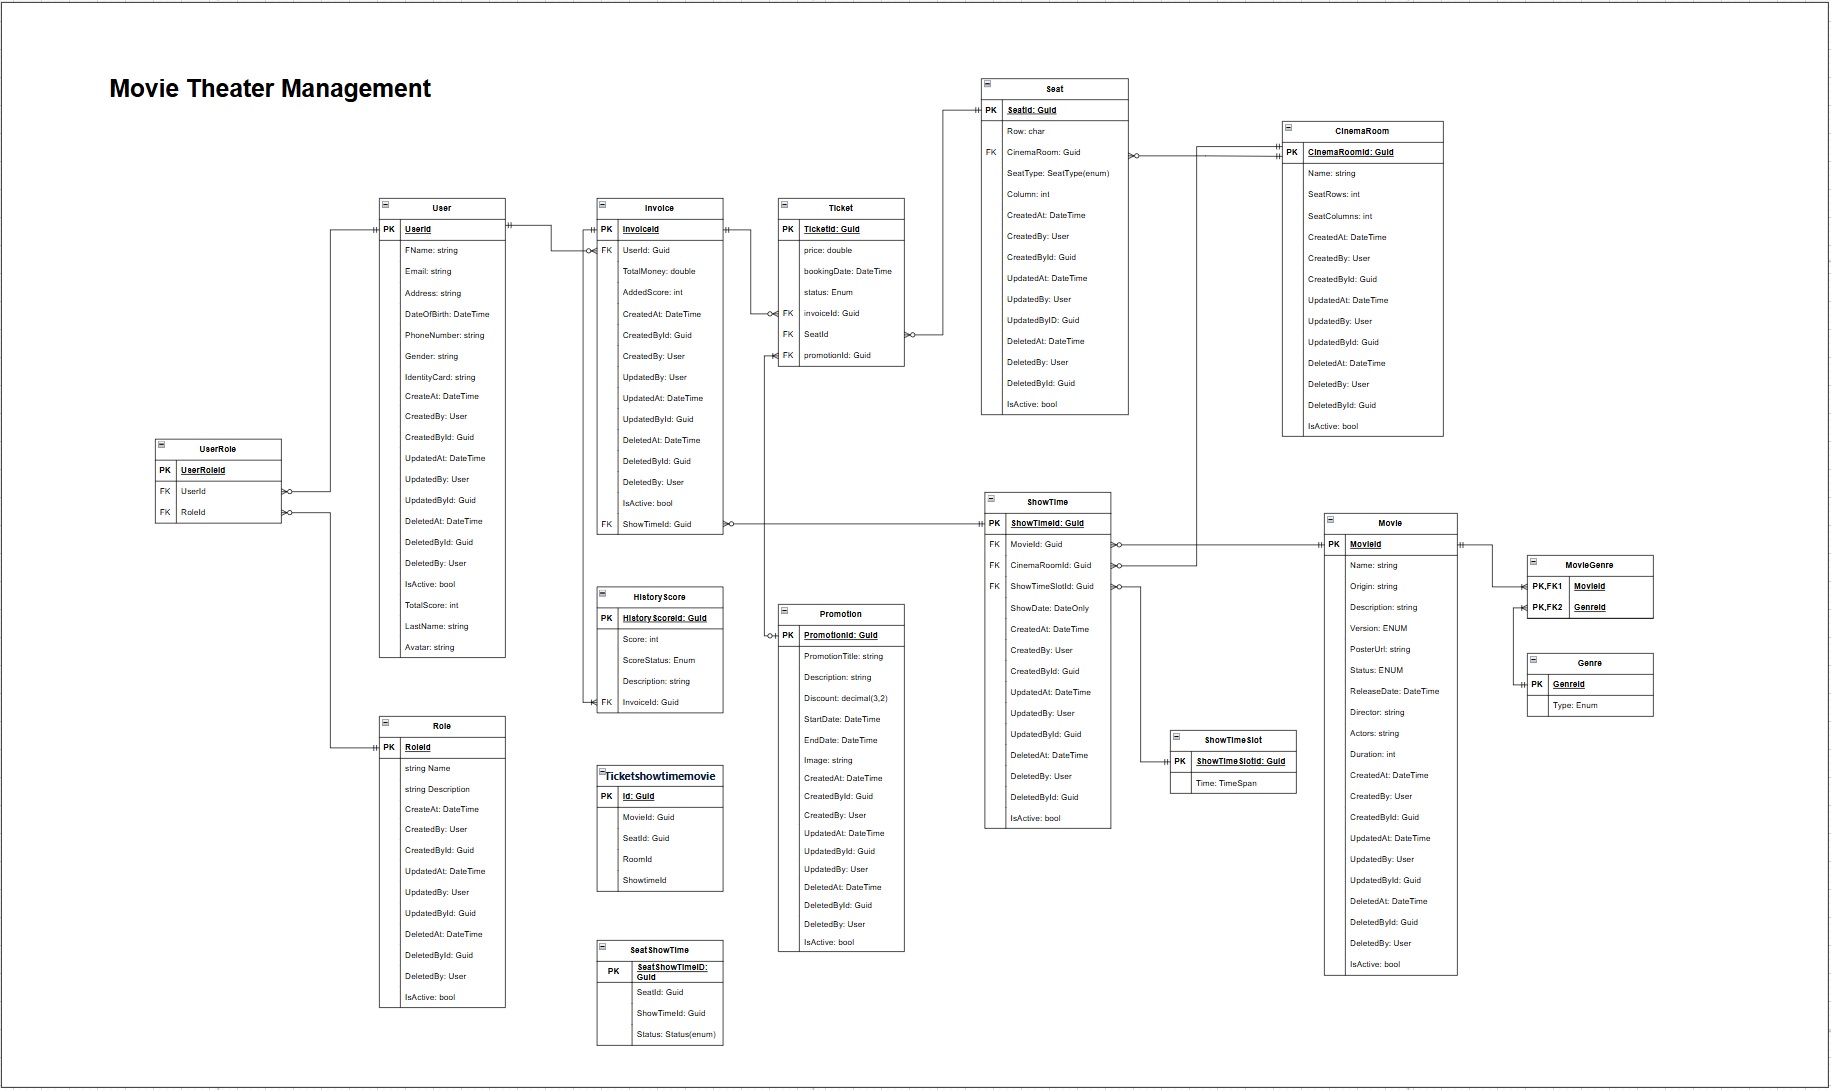 Movie Theater Management
UserRole
PK UserRoleId
FK UserId
FK RoleId
User
PK UserId
FName: string
Email: string
Address: string
DateOfBirth: DateTime
PhoneNumber: string
Gender: string
IdentityCard: string
CreateAt: DateTime
CreatedBy: User
CreatedById: Guid
UpdatedAt: DateTime
UpdatedBy: User
UpdatedById: Guid
DeletedAt: DateTime
DeletedById: Guid
DeletedBy: User
IsActive: bool
TotalScore: int
LastName: string
Avatar: string
Role
PK RoleId
string Name
string Description
CreateAt: DateTime
CreatedBy: User
CreatedById: Guid
UpdatedAt: DateTime
UpdatedBy: User
UpdatedById: Guid
DeletedAt: DateTime
DeletedById: Guid
DeletedBy: User
IsActive: bool
Invoice
PK InvoiceId
FK UserId: Guid
TotalMoney: double
AddedScore: int
CreatedAt: DateTime
CreatedById: Guid
CreatedBy: User
UpdatedBy: User
UpdatedAt: DateTime
UpdatedById: Guid
DeletedAt: DateTime
DeletedById: Guid
DeletedBy: User
IsActive: bool
FK ShowTimeId: Guid
HistoryScore
PK HistoryScoreId: Guid
Score: int
ScoreStatus: Enum
Description: string
FK InvoiceId: Guid
Ticketshowtimemovie
PK Id: Guid
MovieId: Guid
SeatId: Guid
RoomId
ShowtimeId
SeatShowTime
PK SeatShowTimeID:
Guid
SeatId: Guid
ShowTimeId: Guid
Status: Status(enum)
Ticket
PK TicketId: Guid
price: double
bookingDate: DateTime
status: Enum
FK invoiceId: Guid
FK SeatId
FK promotionId: Guid
Promotion
PK PromotionId: Guid
PromotionTitle: string
Description: string
Discount: decimal(3,2)
StartDate: DateTime
EndDate: DateTime
Image: string
CreatedAt: DateTime
CreatedById: Guid
CreatedBy: User
UpdatedAt: DateTime
UpdatedById: Guid
UpdatedBy: User
DeletedAt: DateTime
DeletedById: Guid
DeletedBy: User
IsActive: bool
Seat
PK SeatId: Guid
Row: char
FK CinemaRoom: Guid
SeatType: SeatType(enum)
Column: int
CreatedAt: DateTime
CreatedBy: User
CreatedById: Guid
UpdatedAt: DateTime
UpdatedBy: User
UpdatedByID: Guid
DeletedAt: DateTime
DeletedBy: User
DeletedById: Guid
IsActive: bool
CinemaRoom
PK CinemaRoomId: Guid
Name: string
SeatRows: int
SeatColumns: int
CreatedAt: DateTime
CreatedBy: User
CreatedById: Guid
UpdatedAt: DateTime
UpdatedBy: User
UpdatedById: Guid
DeletedAt: DateTime
DeletedBy: User
DeletedById: Guid
IsActive: bool
ShowTime
PK ShowTimeId: Guid
FK MovieId: Guid
FK CinemaRoomId: Guid
FK ShowTimeSlotId: Guid
ShowDate: DateOnly
CreatedAt: DateTime
CreatedBy: User
CreatedById: Guid
UpdatedAt: DateTime
UpdatedBy: User
UpdatedById: Guid
DeletedAt: DateTime
DeletedBy: User
DeletedById: Guid
IsActive: bool
ShowTimeSlot
PK ShowTimeSlotId: Guid
Time: TimeSpan
Movie
PK MovieId
Name: string
Origin: string
Description: string
Version: ENUM
PosterUrl: string
Status: ENUM
ReleaseDate: DateTime
Director: string
Actors: string
Duration: int
CreatedAt: DateTime
CreatedBy: User
CreatedById: Guid
UpdatedAt: DateTime
UpdatedBy: User
UpdatedById: Guid
DeletedAt: DateTime
DeletedById: Guid
DeletedBy: User
IsActive: bool
MovieGenre
PK,FK1 MovieId
PK,FK2 GenreId
Genre
PK GenreId
Type: Enum